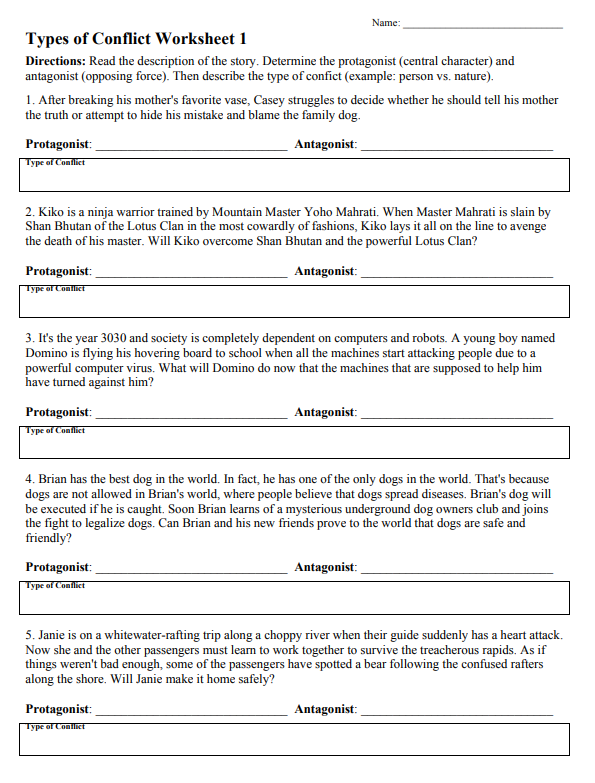 Name: ______________________________
Types of Conflict Worksheet 1
Directions: Read the description of the story. Determine the protagonist (central character) and
antagonist (opposing force). Then describe the type of confict (example: person vs. nature).
1. After breaking his mother's favorite vase, Casey struggles to decide whether he should tell his mother
the truth or attempt to hide his mistake and blame the family dog.
Protagonist: ______________________________ Antagonist: ______________________________
Type of Conflict
2. Kiko is a ninja warrior trained by Mountain Master Yoho Mahrati. When Master Mahrati is slain by
Shan Bhutan of the Lotus Clan in the most cowardly of fashions, Kiko lays it all on the line to avenge
the death of his master. Will Kiko overcome Shan Bhutan and the powerful Lotus Clan?
Protagonist: ______________________________ Antagonist: ______________________________
Type of Conflict
3. It's the year 3030 and society is completely dependent on computers and robots. A young boy named
Domino is flying his hovering board to school when all the machines start attacking people due to a
powerful computer virus. What will Domino do now that the machines that are supposed to help him
have turned against him?
Protagonist: ______________________________ Antagonist: ______________________________
Type of Conflict
4. Brian has the best dog in the world. In fact, he has one of the only dogs in the world. That's because
dogs are not allowed in Brian's world, where people believe that dogs spread diseases. Brian's dog will
be executed if he is caught. Soon Brian learns of a mysterious underground dog owners club and joins
the fight to legalize dogs. Can Brian and his new friends prove to the world that dogs are safe and
friendly?
Protagonist: ______________________________ Antagonist: ______________________________
Type of Conflict
5. Janie is on a whitewater-rafting trip along a choppy river when their guide suddenly has a heart attack.
Now she and the other passengers must learn to work together to survive the treacherous rapids. As if
things weren't bad enough, some of the passengers have spotted a bear following the confused rafters
along the shore. Will Janie make it home safely?
Protagonist: ______________________________ Antagonist: ______________________________
Type of Conflict